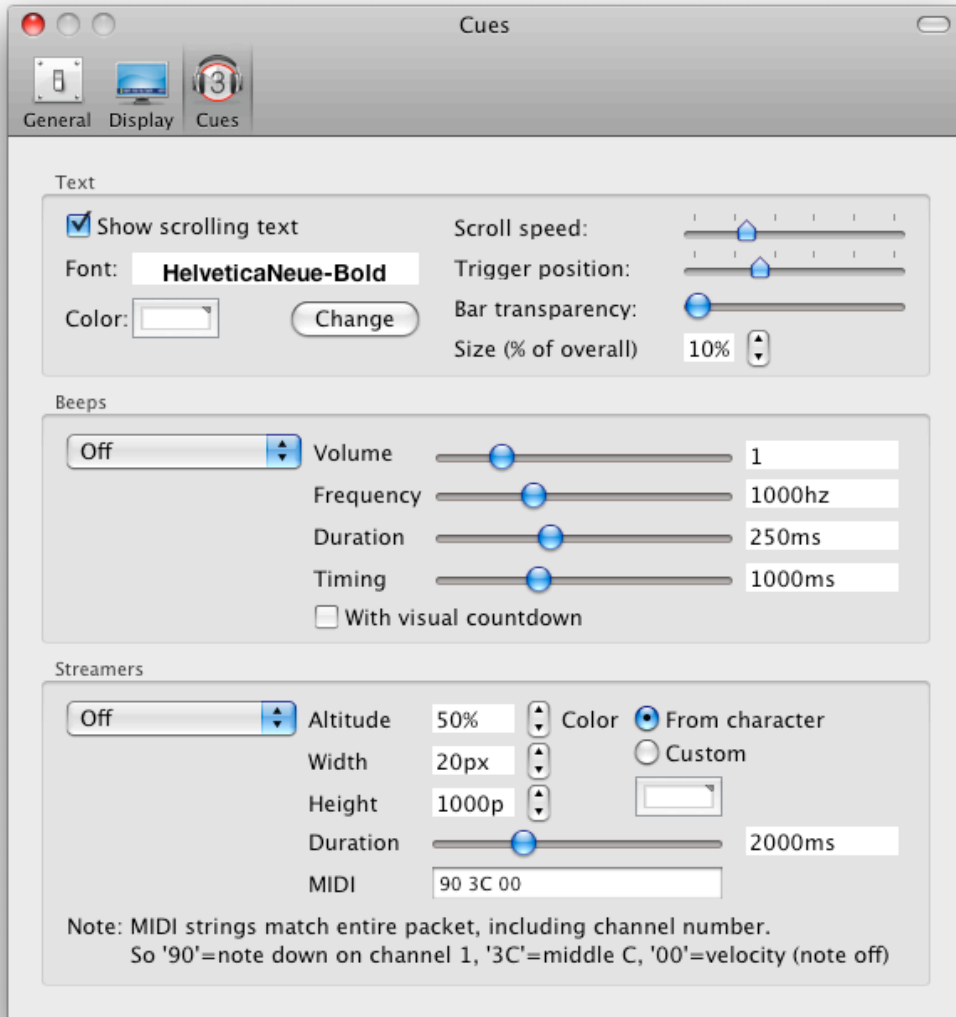 Cues
3
General Display Cues
Text
Show scrolling text
Scroll speed:
Font: HelveticaNeue-Bold
Trigger position:
Color: Change
Bar transparency:
Size (% of overall) 10%
Beeps
Off
Volume 1
Frequency 1000hz
Duration 250ms
Timing 1000ms
With visual countdown
Streamers
Off
Altitude 50% Color From character
Width 20px Custom
Height 1000p
Duration 2000ms
MIDI 90 3C 00
Note: MIDI strings match entire packet, including channel number.
So '90'=note down on channel 1, '3C'=middle C, '00'=velocity (note off)